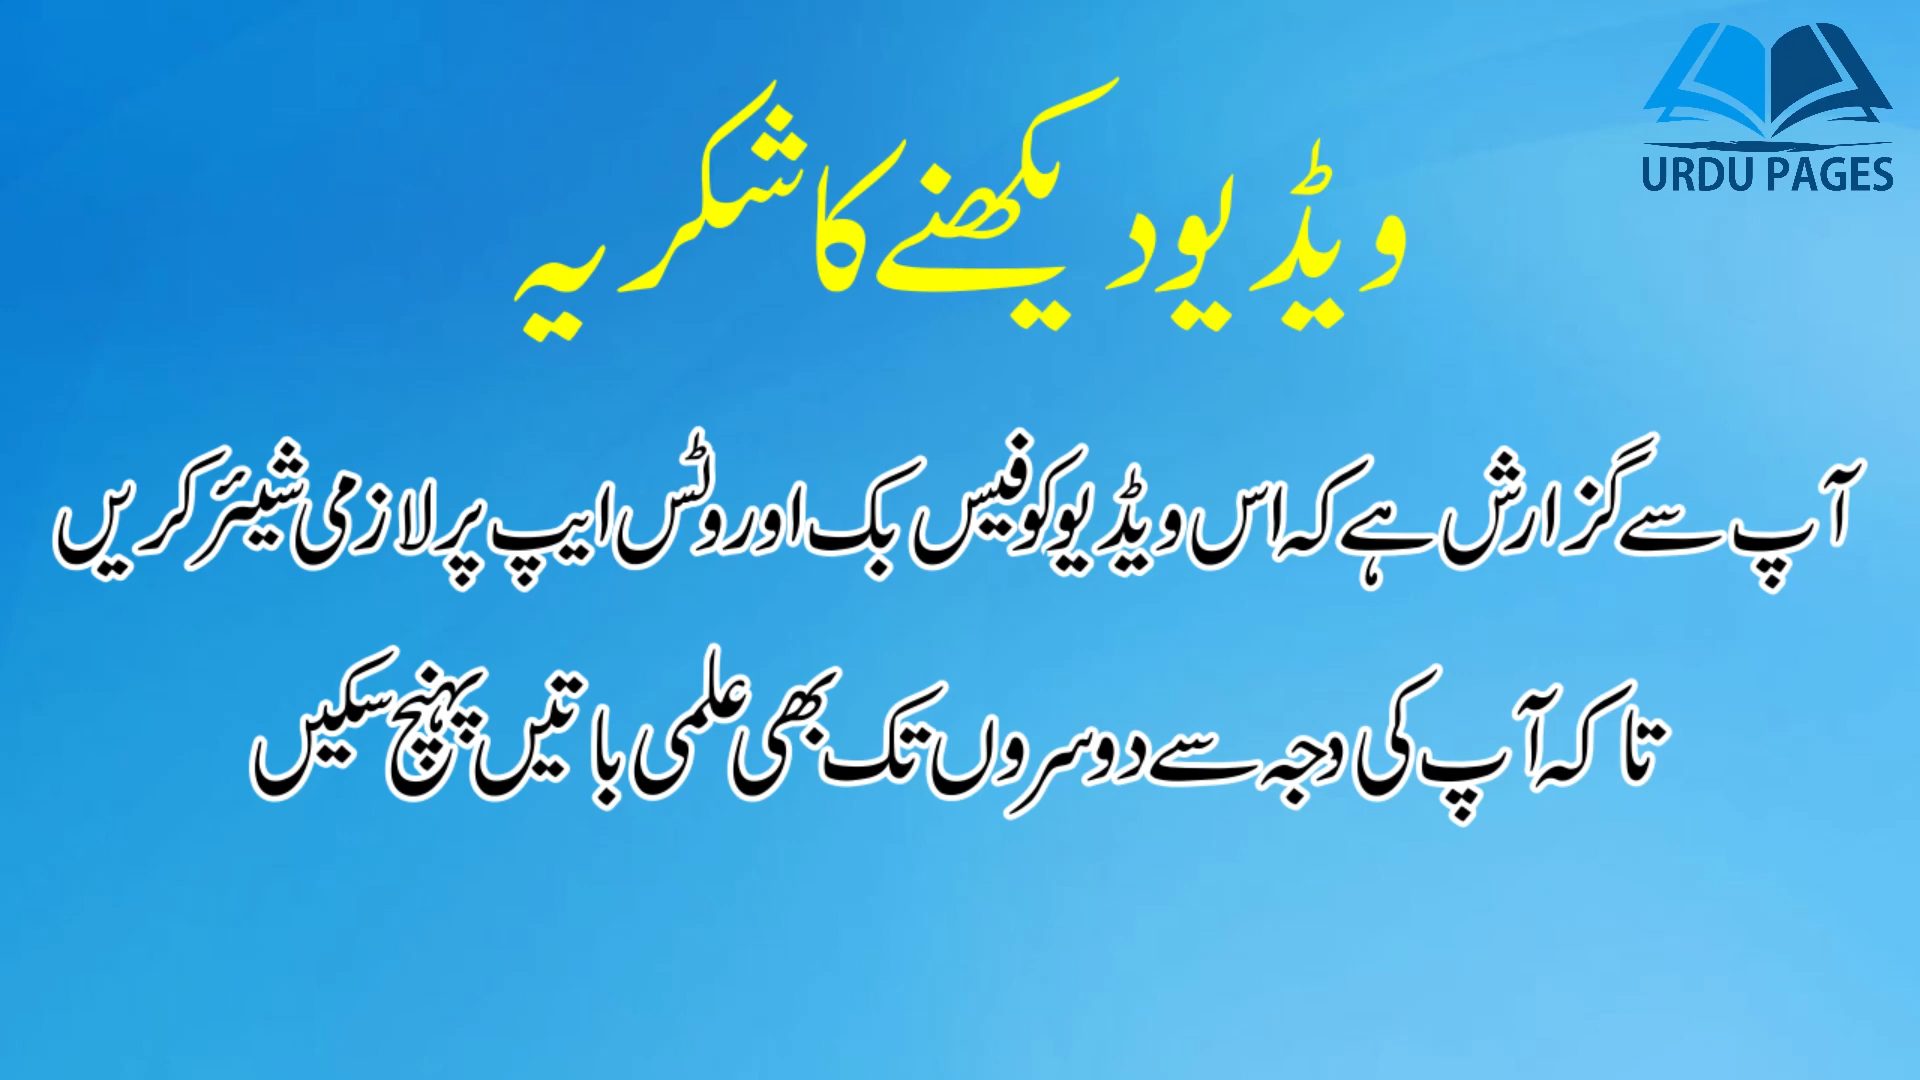 URDU PAGES
ویڈیو دیکھنے کا شکریہ
آپ سے گزارش ہے کہ اس ویڈیو کو فیس بک اور وٹس ایپ پر لازمی شیئر کریں
تاکہ آپ کی وجہ سے دوسروں تک بھی علمی باتیں پہنچ سکیں